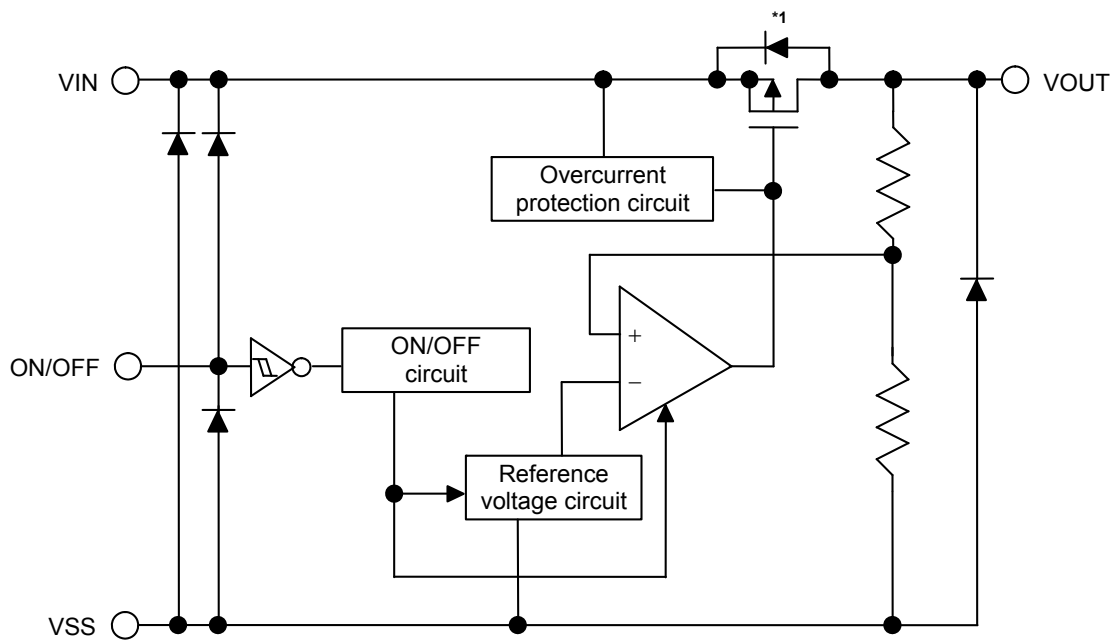 *1
VIN
VOUT
Overcurrent
protection circuit
+
−
ON/OFF
ON/OFF
circuit
Reference
voltage circuit
VSS